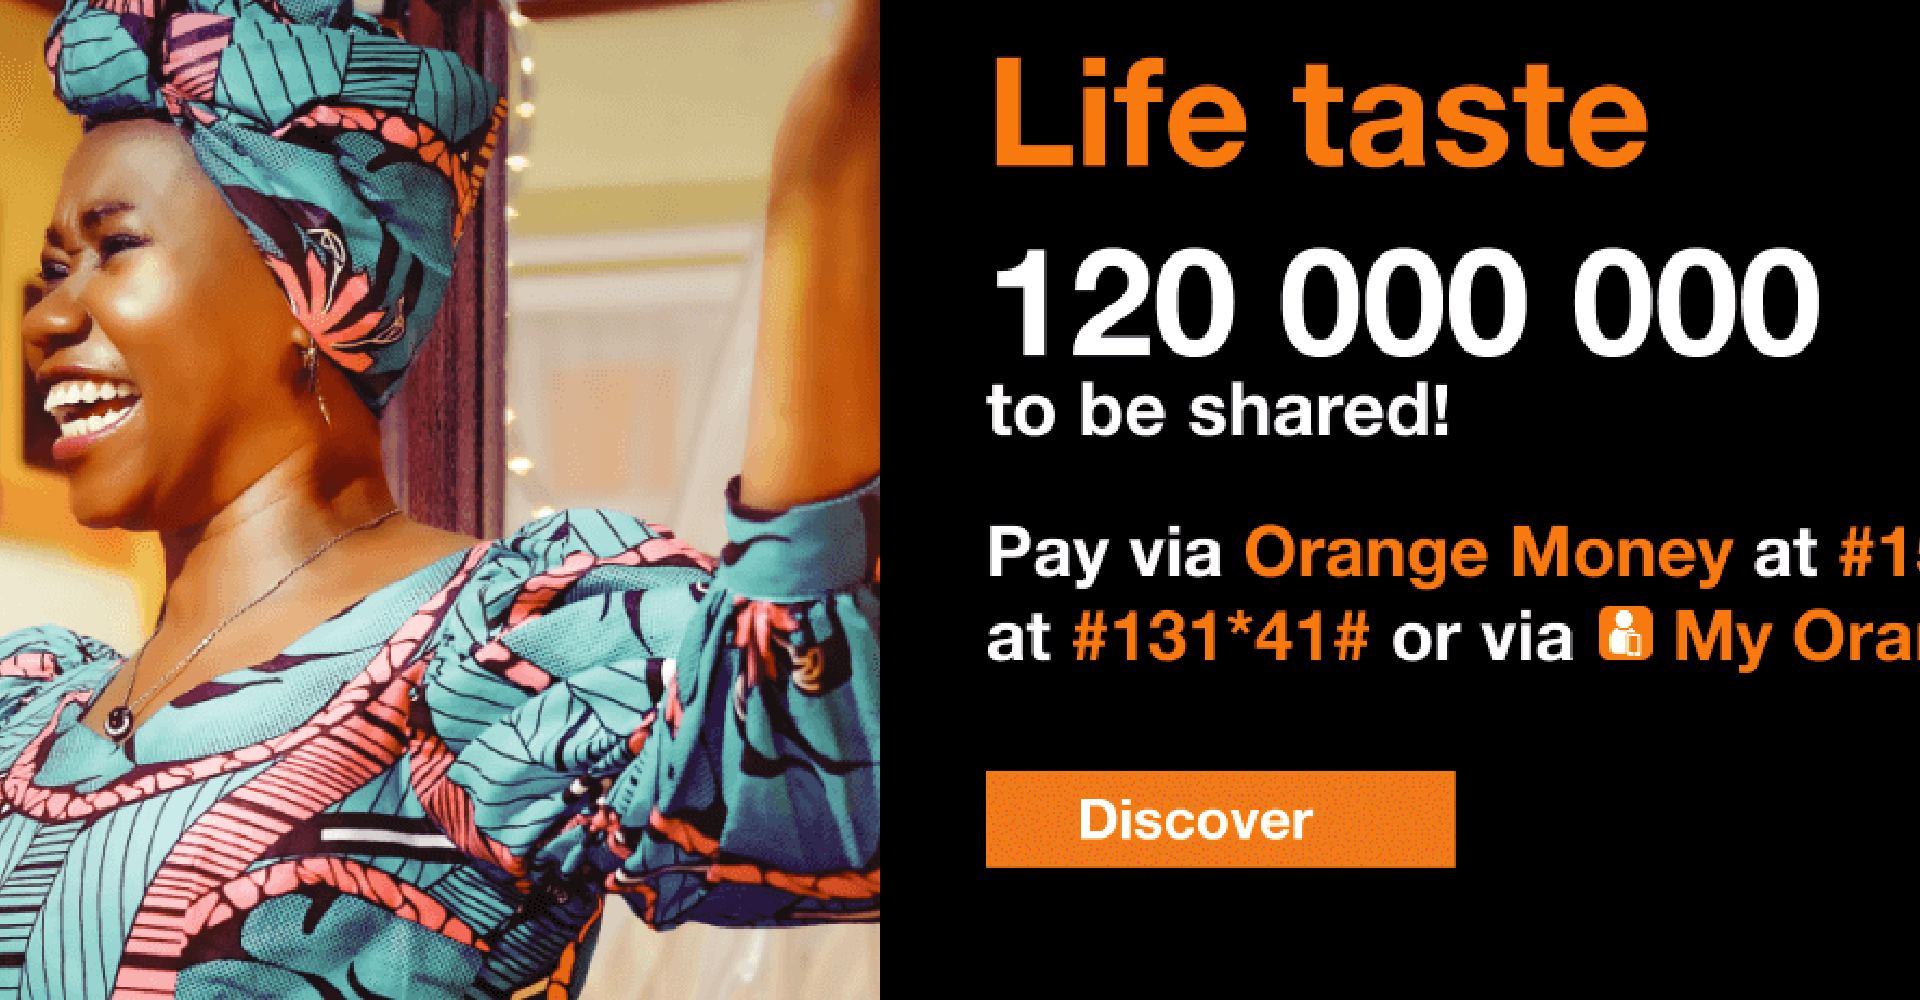 Life taste
120 000 000
to be shared!
Pay via Orange Money at
at #131*41# or via My
Discover